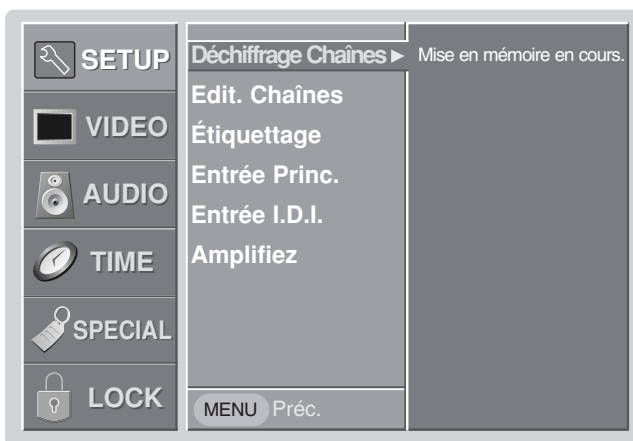 SETUP
VIDEO
AUDIO
TIME
SPECIAL
LOCK
Déchiffrage Chaînes ►
Edit. Chaînes
Étiquettage
Entrée Princ.
Entrée I.D.I.
Amplifiez
MENU Préc.
Mise en mémoire en cours.